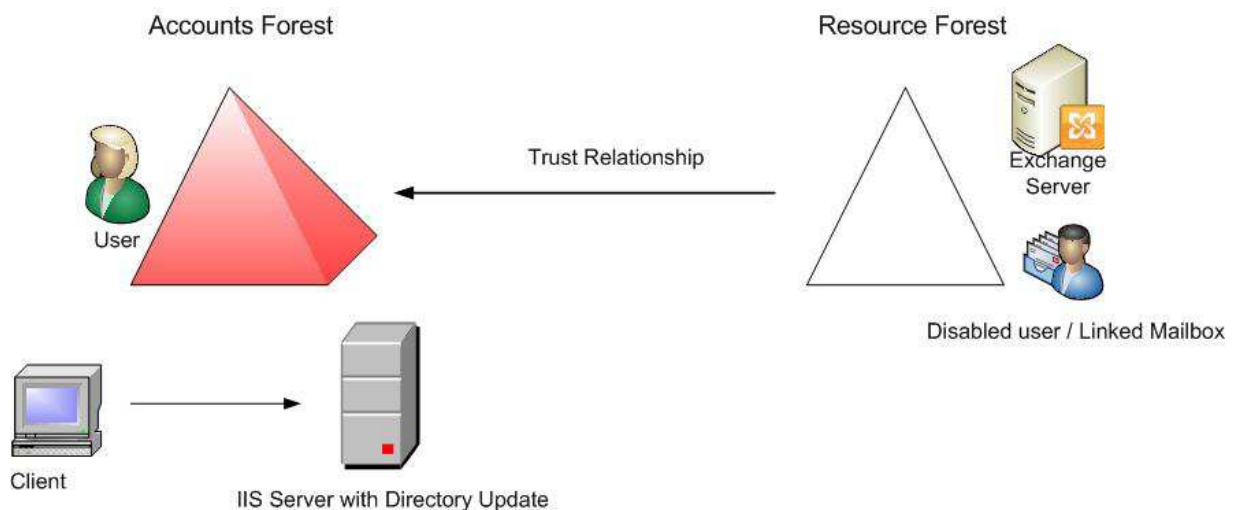 Accounts Forest
Resource Forest
User
Trust Relationship
Exchange
Server
Disabled user / Linked Mailbox
Client
IIS Server with Directory Update